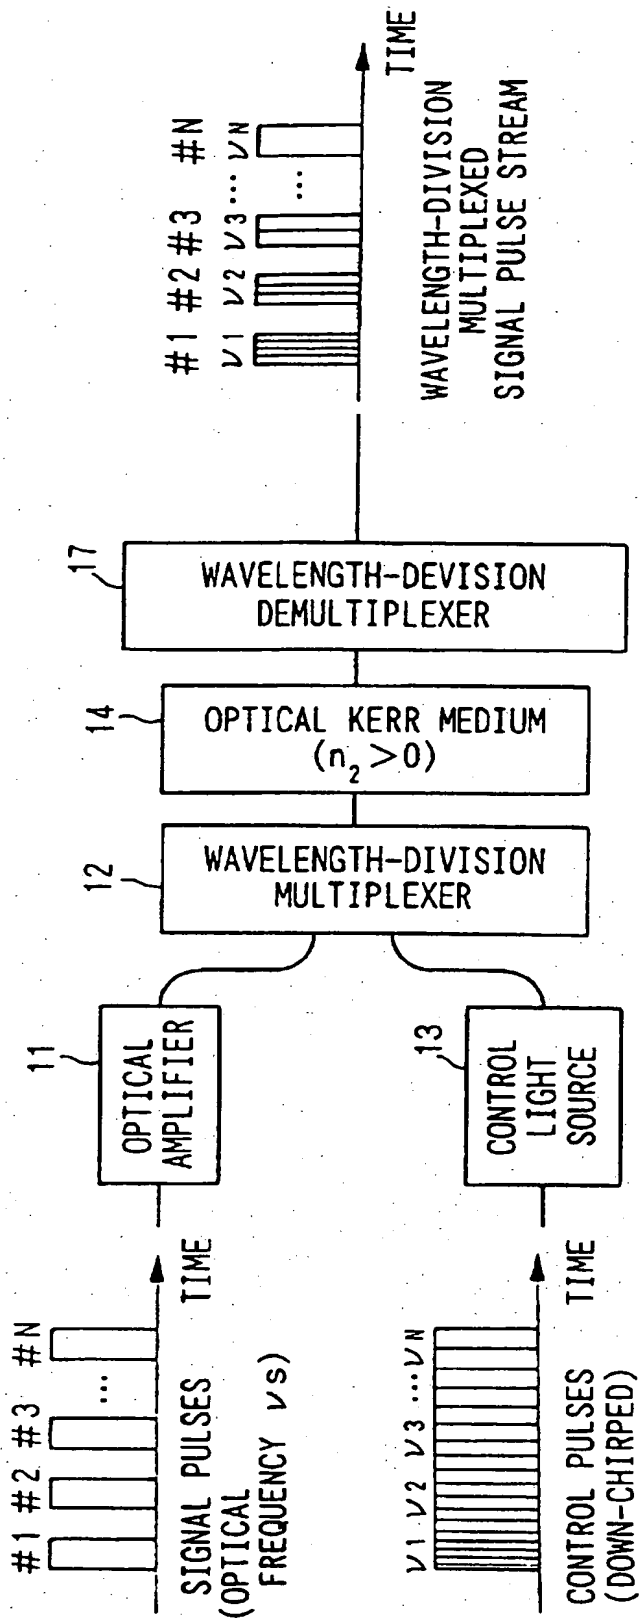 #1 #2 #3 #N
...
TIME
SIGNAL PULSES
(OPTICAL
FREQUENCY νs)
ν1 ν2 ν3 ...νN
TIME
CONTROL PULSES
(DOWN-CHIRPED)
11
OPTICAL
AMPLIFIER
13
CONTROL
LIGHT
SOURCE
12
WAVELENGTH-DIVISION
MULTIPLEXER
14
OPTICAL KERR MEDIUM
(n₂>0)
17
WAVELENGTH-DEVISION
DEMULTIPLEXER
#1 #2 #3 #N
ν1 ν2 ν3 ... νN
...
TIME
WAVELENGTH-DIVISION
MULTIPLEXED
SIGNAL PULSE STREAM